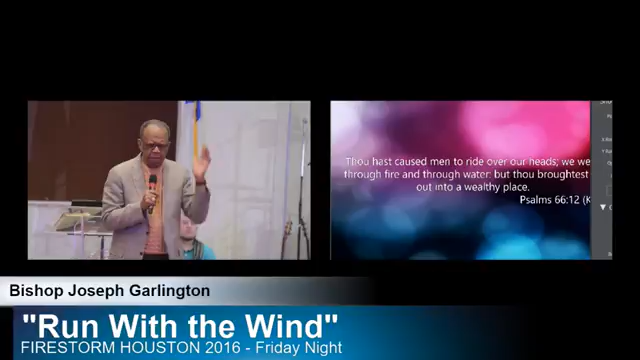 Thou hast caused men to ride over our heads; we we
through fire and through water: but thou broughtest
out into a wealthy place.
Psalms 66:12 (K
Bishop Joseph Garlington
"Run With the Wind"
FIRESTORM HOUSTON 2016 - Friday Night